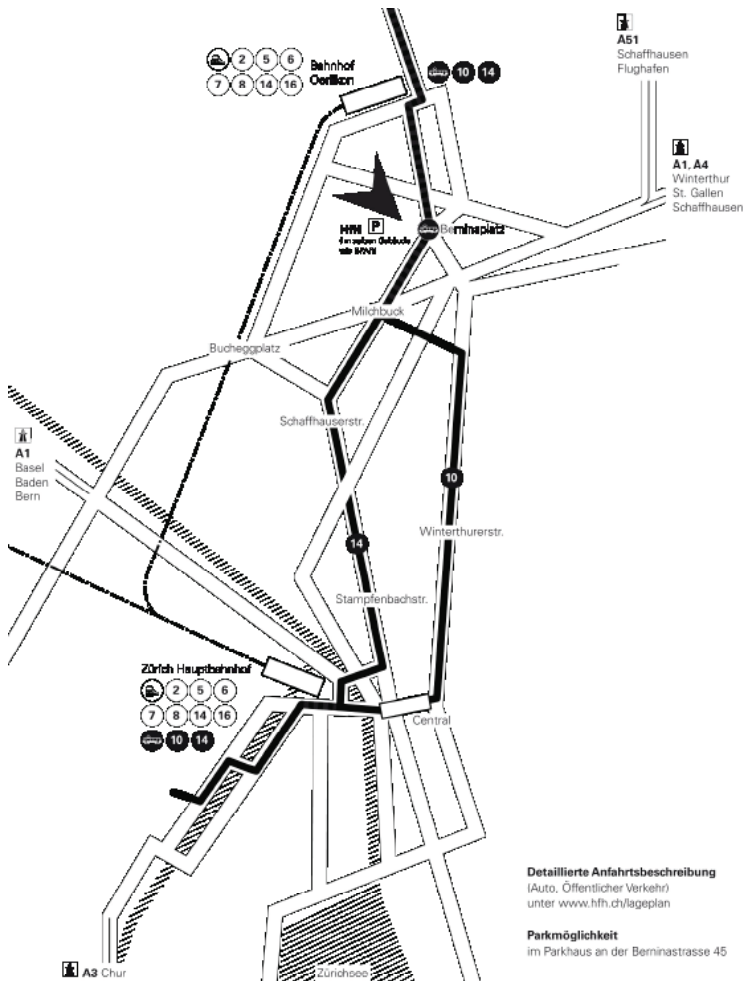 A51
Schaffhausen
Flughafen
2 5 6
7 8 14 16
Bahnhof
Oerlikon
10 14
A1, A4
Winterthur
St. Gallen
Schaffhausen
HfH P
im selben Gebäude
Berninaplatz
Milchbuck
Bucheggplatz
Schaffhauserstr.
A1
Basel
Baden
Bern
10
Winterthurerstr.
14
Stampfenbachstr.
Zürich Hauptbahnhof
2 5 6
7 8 14 16
10 14
Central
Detaillierte Anfahrtsbeschreibung
(Auto, Öffentlicher Verkehr)
unter www.hfh.ch/lageplan
Parkmöglichkeit
im Parkhaus an der Berninastrasse 45
A3 Chur
Zürichsee